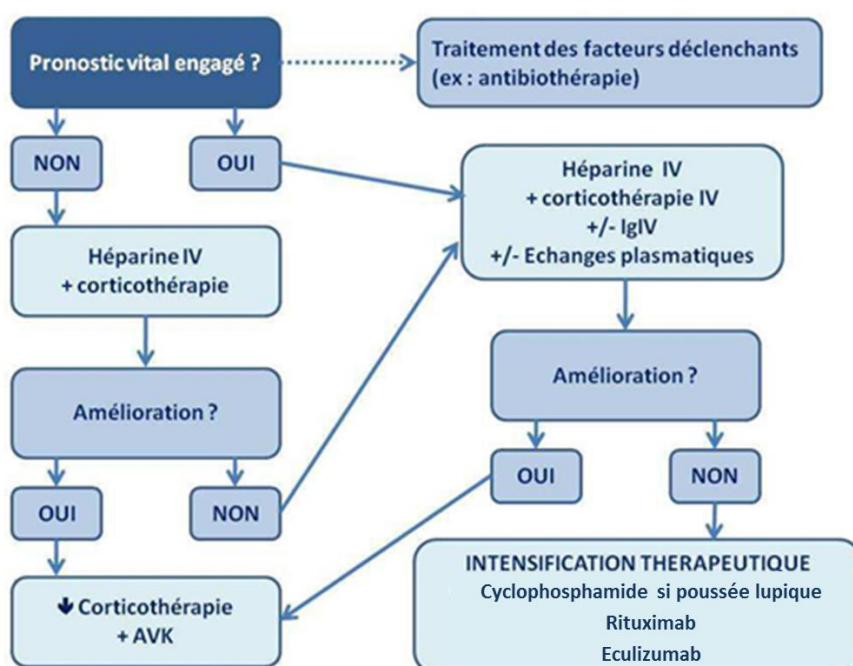 Pronostic vital engagé ?
Traitement des facteurs déclenchants
(ex : antibiothérapie)
NON
OUI
Héparine IV
+ corticothérapie
Héparine IV
+ corticothérapie IV
+/- IgIV
+/- Echanges plasmatiques
Amélioration ?
Amélioration ?
OUI
NON
OUI
NON
↓ Corticothérapie
+ AVK
INTENSIFICATION THERAPEUTIQUE
Cyclophosphamide si poussée lupique
Rituximab
Eculizumab